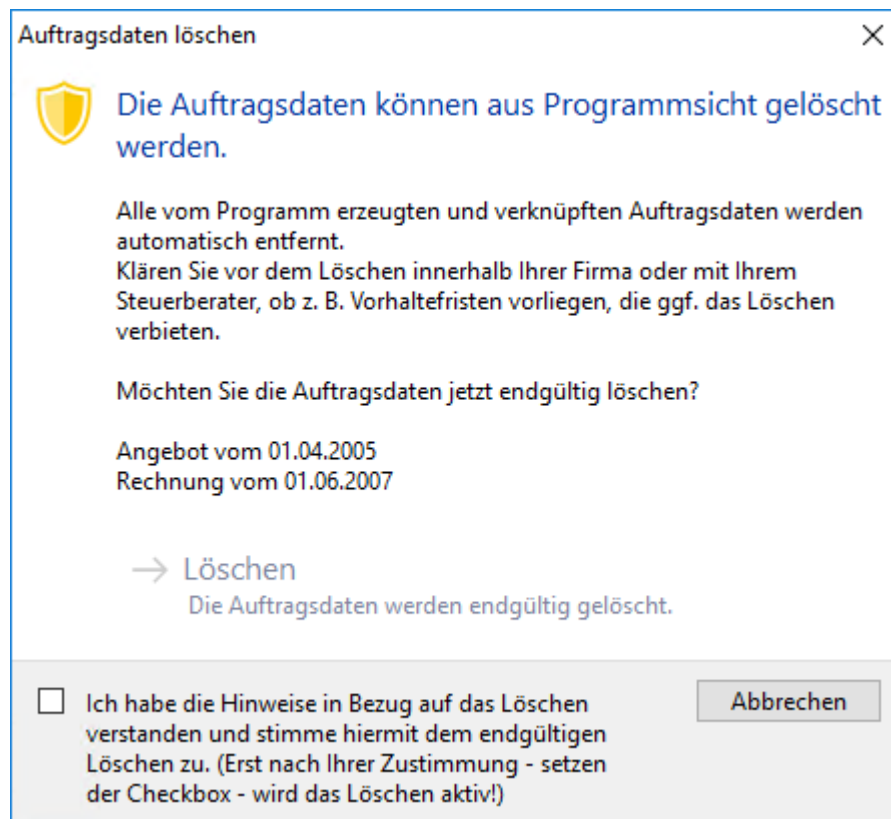 Auftragsdaten löschen
Die Auftragsdaten können aus Programmsicht gelöscht
werden.
Alle vom Programm erzeugten und verknüpften Auftragsdaten werden
automatisch entfernt.
Klären Sie vor dem Löschen innerhalb Ihrer Firma oder mit Ihrem
Steuerberater, ob z. B. Vorhaltefristen vorliegen, die ggf. das Löschen
verbieten.
Möchten Sie die Auftragsdaten jetzt endgültig löschen?
Angebot vom 01.04.2005
Rechnung vom 01.06.2007
Löschen
Die Auftragsdaten werden endgültig gelöscht.
Ich habe die Hinweise in Bezug auf das Löschen
verstanden und stimme hiermit dem endgültigen
Löschen zu. (Erst nach Ihrer Zustimmung - setzen
der Checkbox - wird das Löschen aktiv!)
Abbrechen